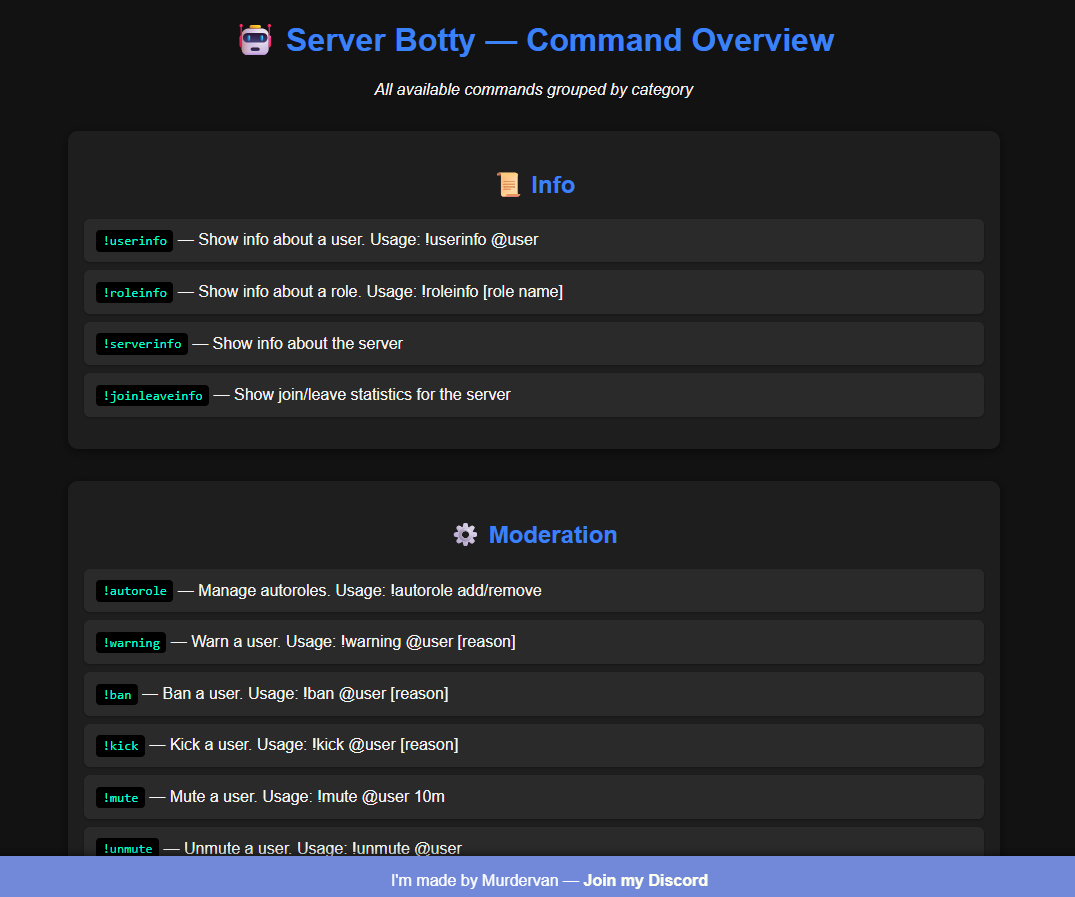 Server Botty — Command Overview
All available commands grouped by category
Info
!userinfo — Show info about a user. Usage: !userinfo @user
!roleinfo — Show info about a role. Usage: !roleinfo [role name]
!serverinfo — Show info about the server
!joinleaveinfo — Show join/leave statistics for the server
Moderation
!autorole — Manage autoroles. Usage: !autorole add/remove
!warning — Warn a user. Usage: !warning @user [reason]
!ban — Ban a user. Usage: !ban @user [reason]
!kick — Kick a user. Usage: !kick @user [reason]
!mute — Mute a user. Usage: !mute @user 10m
!unmute — Unmute a user. Usage: !unmute @user
I'm made by Murdervan — Join my Discord